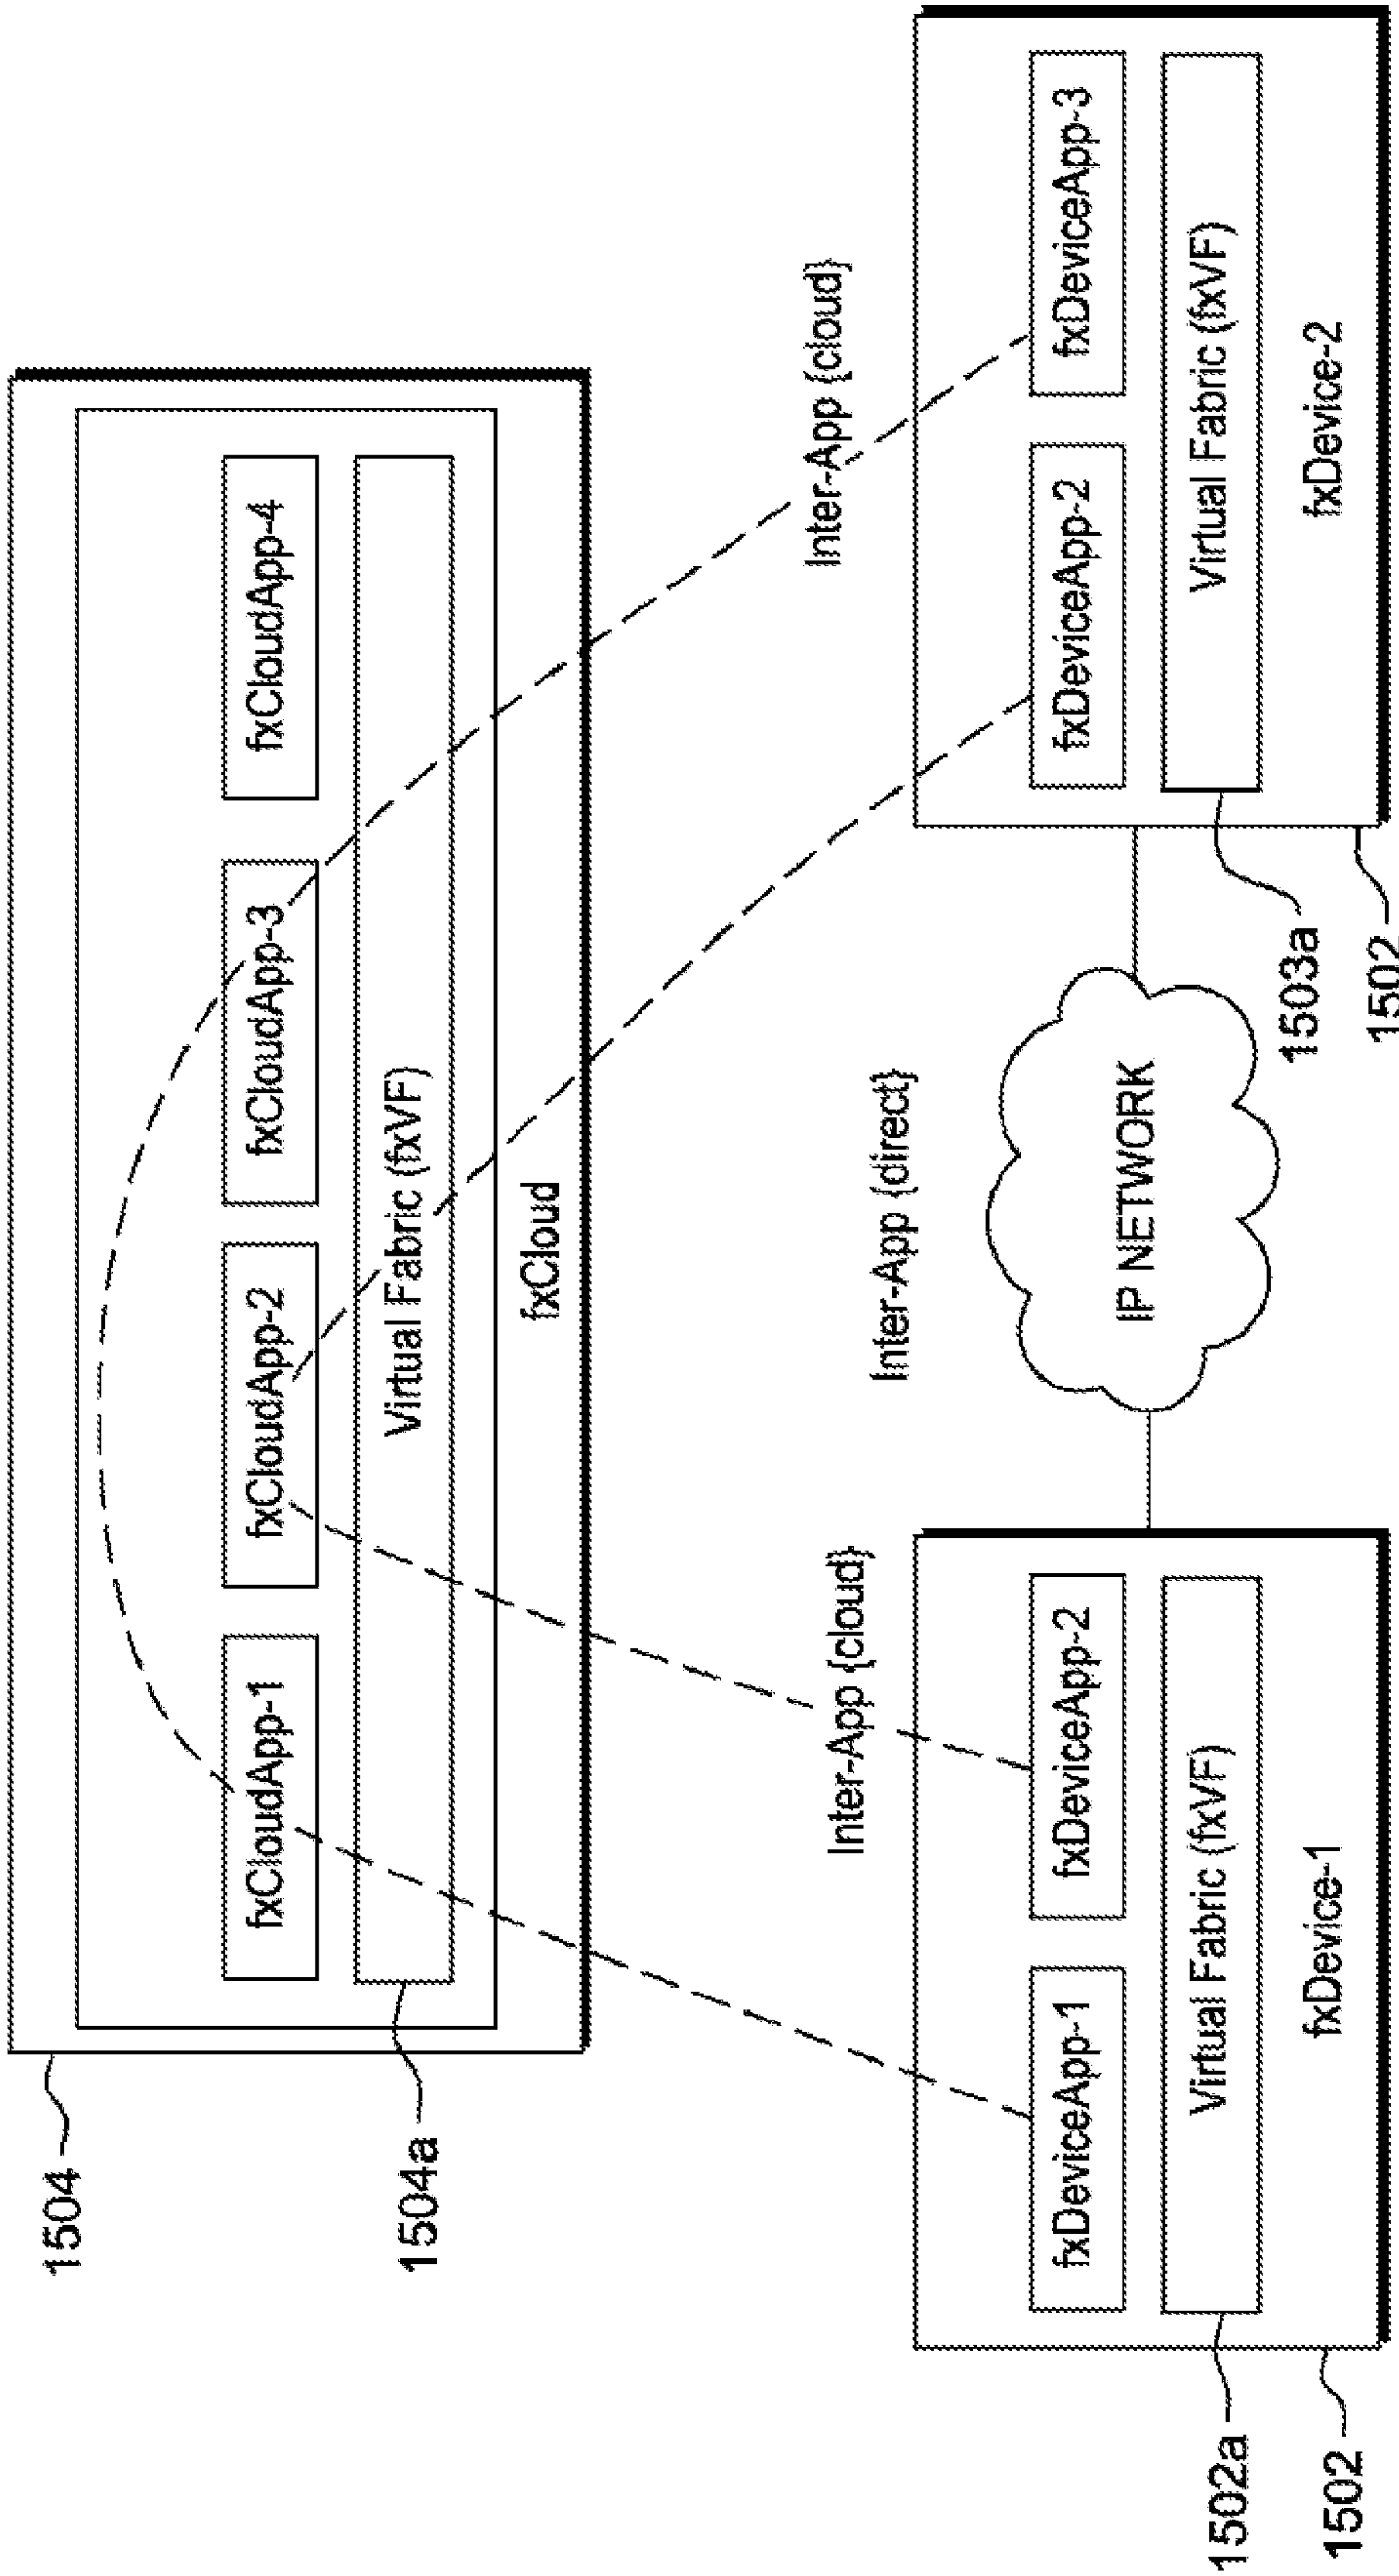 1504
fxCloudApp-1
fxCloudApp-2
fxCloudApp-3
fxCloudApp-4
1504a
Virtual Fabric (fxVF)
fxCloud
Inter-App {cloud}
Inter-App {direct}
Inter-App {cloud}
fxDeviceApp-1
fxDeviceApp-2
IP NETWORK
fxDeviceApp-2
fxDeviceApp-3
1502a
Virtual Fabric (fxVF)
1503a
Virtual Fabric (fxVF)
1502
fxDevice-1
1502
fxDevice-2